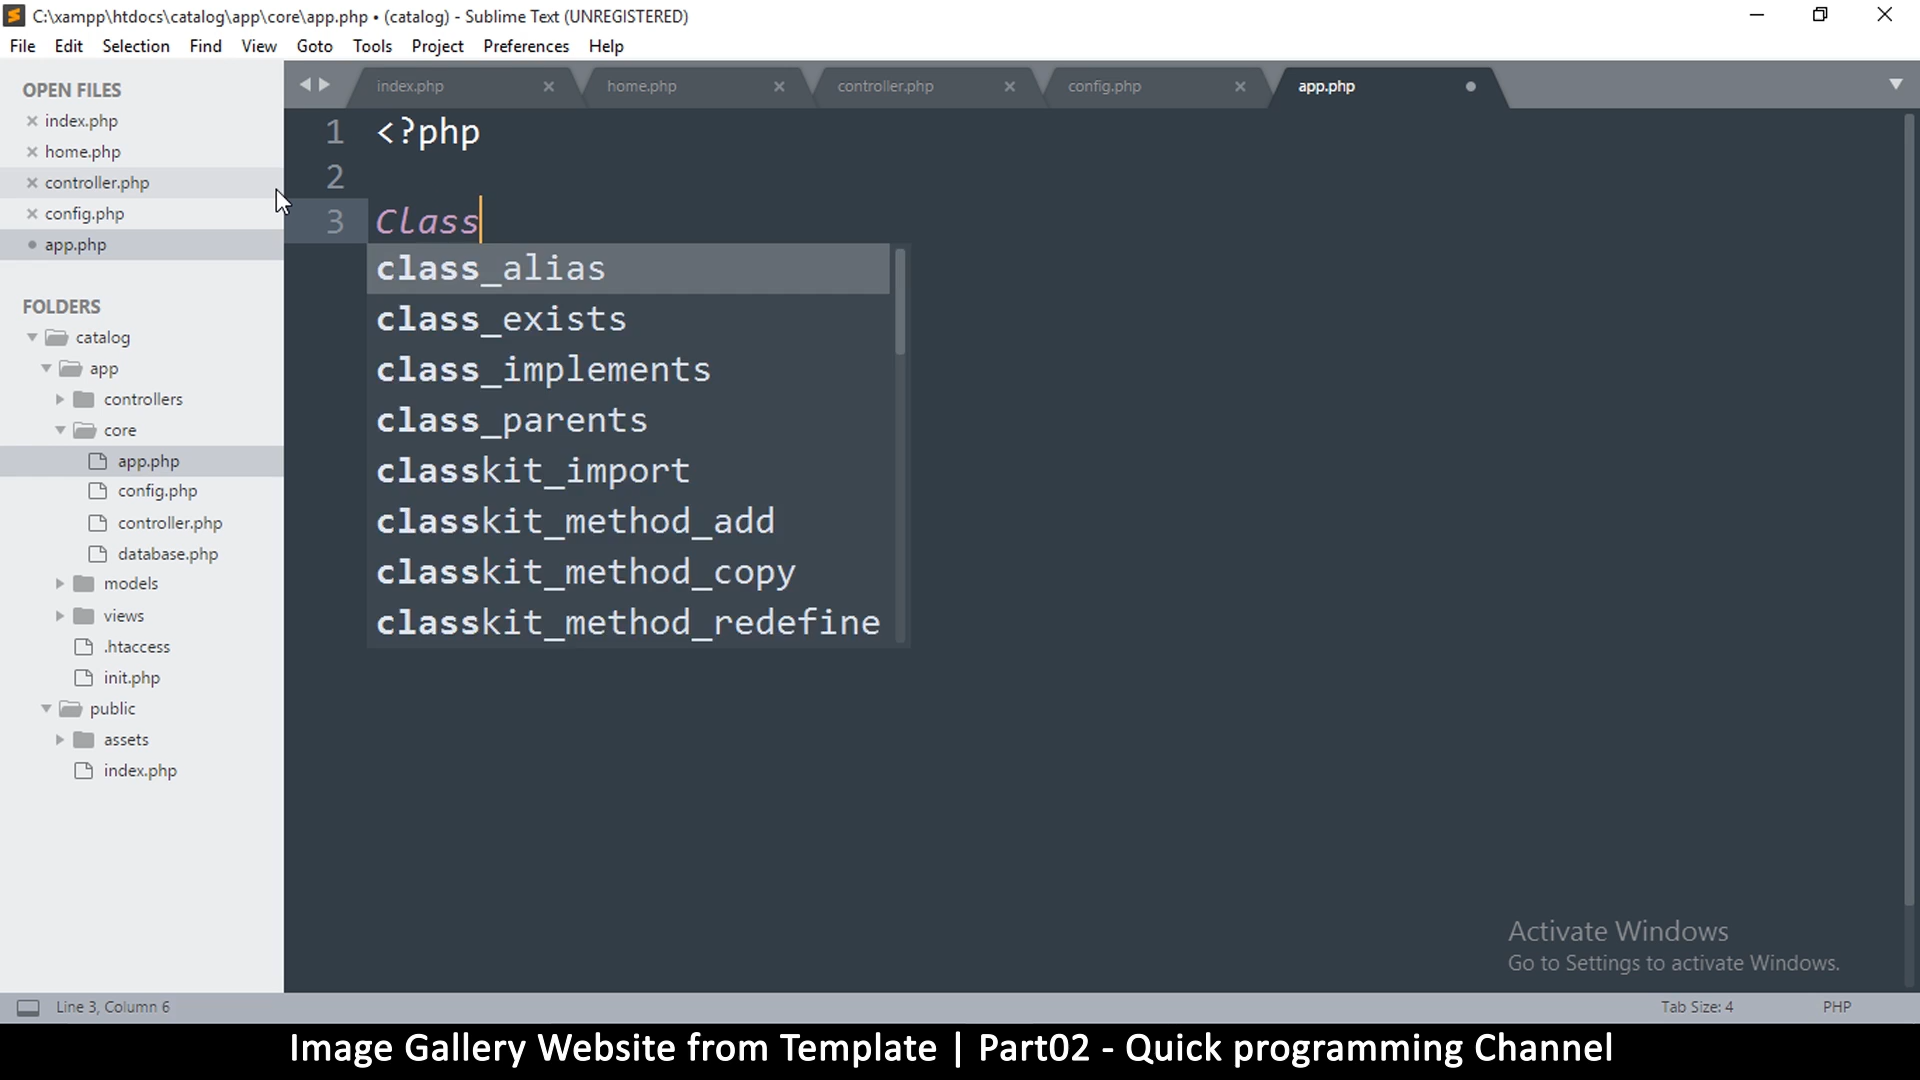 C:\xampp\htdocs\catalog\app\core\app.php • (catalog) - Sublime Text (UNREGISTERED)
File Edit Selection Find View Goto Tools Project Preferences Help
OPEN FILES
index.php
home.php
controller.php
config.php
app.php
FOLDERS
catalog
app
controllers
core
app.php
config.php
controller.php
database.php
models
views
.htaccess
init.php
public
assets
index.php
index.php home.php controller.php config.php app.php
1 <?php
2
3 Class
class_alias
class_exists
class_implements
class_parents
classkit_import
classkit_method_add
classkit_method_copy
classkit_method_redefine
Activate Windows
Go to Settings to activate Windows.
Line 3, Column 6 Tab Size: 4 PHP
Image Gallery Website from Template | Part02 - Quick programming Channel